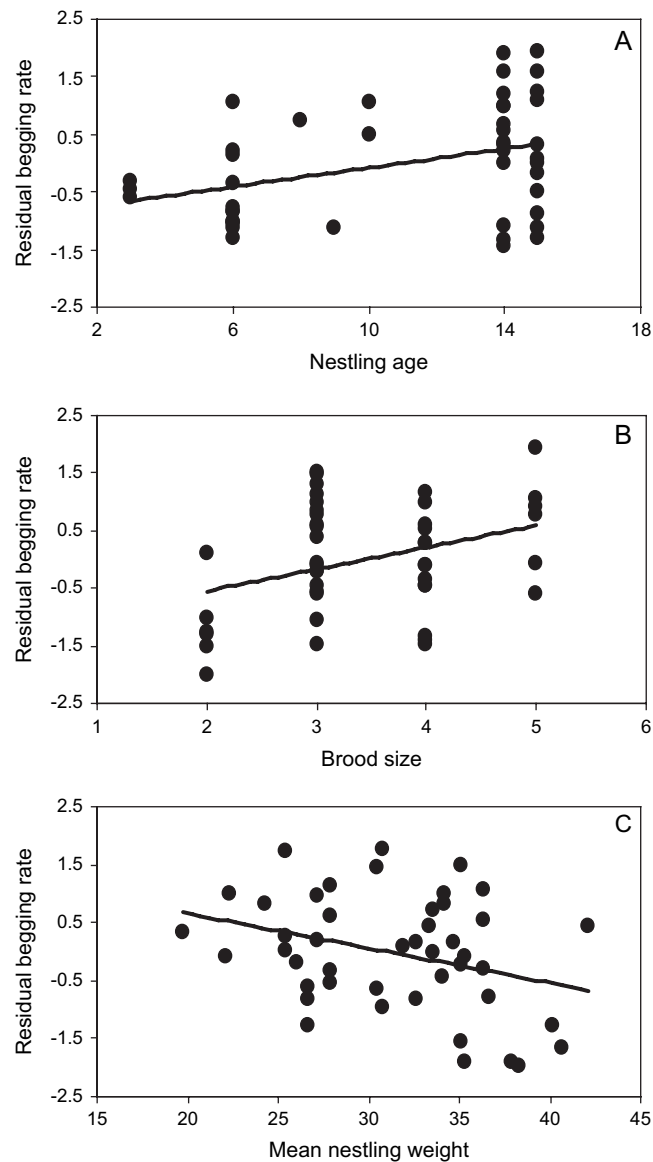 A
2.5
1.5
0.5
-0.5
-1.5
-2.5
Residual begging rate
2 6 10 14 18
Nestling age
B
2.5
1.5
0.5
-0.5
-1.5
-2.5
Residual begging rate
1 2 3 4 5 6
Brood size
C
2.5
1.5
0.5
-0.5
-1.5
-2.5
Residual begging rate
15 20 25 30 35 40 45
Mean nestling weight